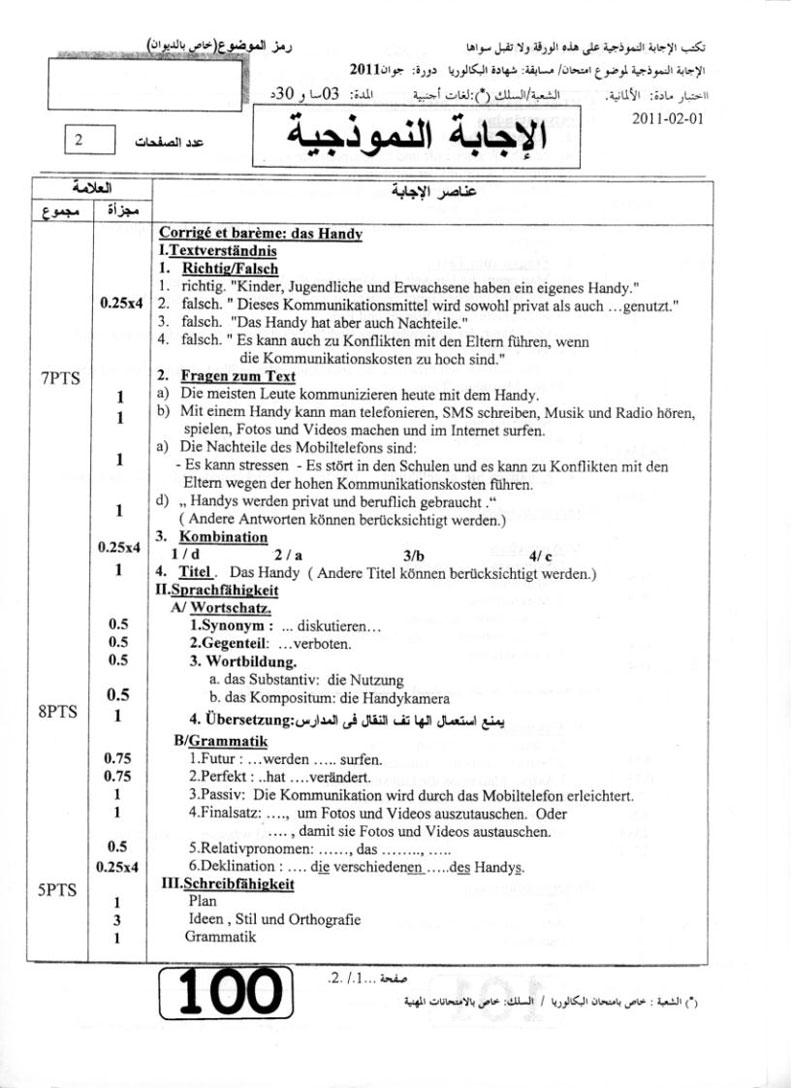 تكتب الإجابة النموذجية على هذه الورقة ولا تقبل سواها
رمز الموضوع(خاص بالديوان)
الإجابة النموذجية لموضوع امتحان/ مسابقة: شهادة البكالوريا دورة: جوان2011
اختبار مادة: الألمانية. الشعبة/السلك (*):لغات أجنبية المدة: 03سا و 30د
2011-02-01
الإجابة النموذجية
عدد الصفحات 2
عناصر الإجابة
العلامة
مجزأة مجموع
Corrigé et barème: das Handy
I.Textverständnis
1. Richtig/Falsch
1. richtig. "Kinder, Jugendliche und Erwachsene haben ein eigenes Handy."
0.25x4 2. falsch. " Dieses Kommunikationsmittel wird sowohl privat als auch …genutzt."
3. falsch. "Das Handy hat aber auch Nachteile."
4. falsch. " Es kann auch zu Konflikten mit den Eltern führen, wenn
die Kommunikationskosten zu hoch sind."
7PTS 2. Fragen zum Text
1 a) Die meisten Leute kommunizieren heute mit dem Handy.
1 b) Mit einem Handy kann man telefonieren, SMS schreiben, Musik und Radio hören,
spielen, Fotos und Videos machen und im Internet surfen.
a) Die Nachteile des Mobiltelefons sind:
1 - Es kann stressen - Es stört in den Schulen und es kann zu Konflikten mit den
Eltern wegen der hohen Kommunikationskosten führen.
1 d) „ Handys werden privat und beruflich gebraucht .“
( Andere Antworten können berücksichtigt werden.)
3. Kombination
0.25x4 1 / d 2 / a 3/b 4/ c
1 4. Titel . Das Handy ( Andere Titel können berücksichtigt werden.)
II.Sprachfähigkeit
A/ Wortschatz.
0.5 1.Synonym : ... diskutieren…
0.5 2.Gegenteil: …verboten.
0.5 3. Wortbildung.
a. das Substantiv: die Nutzung
0.5 b. das Kompositum: die Handykamera
8PTS 1 4. Übersetzung:يمنع استعمال الها تف النقال فى المدارس
B/Grammatik
0.75 1.Futur : …werden ….. surfen.
0.75 2.Perfekt : ..hat ….verändert.
1 3.Passiv: Die Kommunikation wird durch das Mobiltelefon erleichtert.
1 4.Finalsatz: …., um Fotos und Videos auszutauschen. Oder
…. , damit sie Fotos und Videos austauschen.
0.5 5.Relativpronomen: ……, das …….., …..
0.25x4 6.Deklination : …. die verschiedenen …..des Handys.
5PTS III.Schreibfähigkeit
1 Plan
3 Ideen , Stil und Orthografie
1 Grammatik
صفحة ...1. /.2.
100
(*) الشعبة : خاص بامتحان البكالوريا / السلك: خاص بالامتحانات المهنية